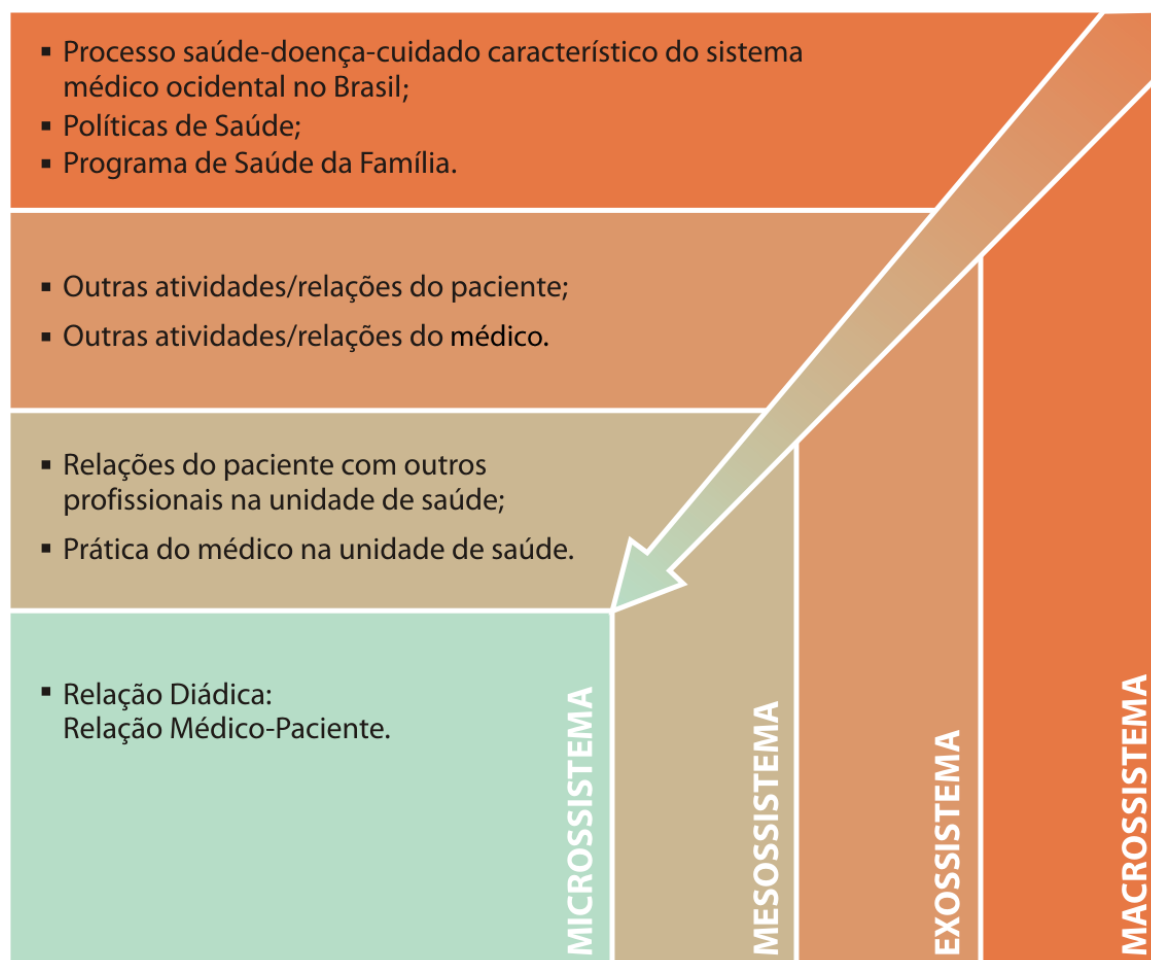 ▪ Processo saúde-doença-cuidado característico do sistema
médico ocidental no Brasil;
▪ Políticas de Saúde;
▪ Programa de Saúde da Família.
▪ Outras atividades/relações do paciente;
▪ Outras atividades/relações do médico.
▪ Relações do paciente com outros
profissionais na unidade de saúde;
▪ Prática do médico na unidade de saúde.
▪ Relação Diádica:
Relação Médico-Paciente.
MICROSSISTEMA
MESOSSISTEMA
EXOSSISTEMA
MACROSSISTEMA